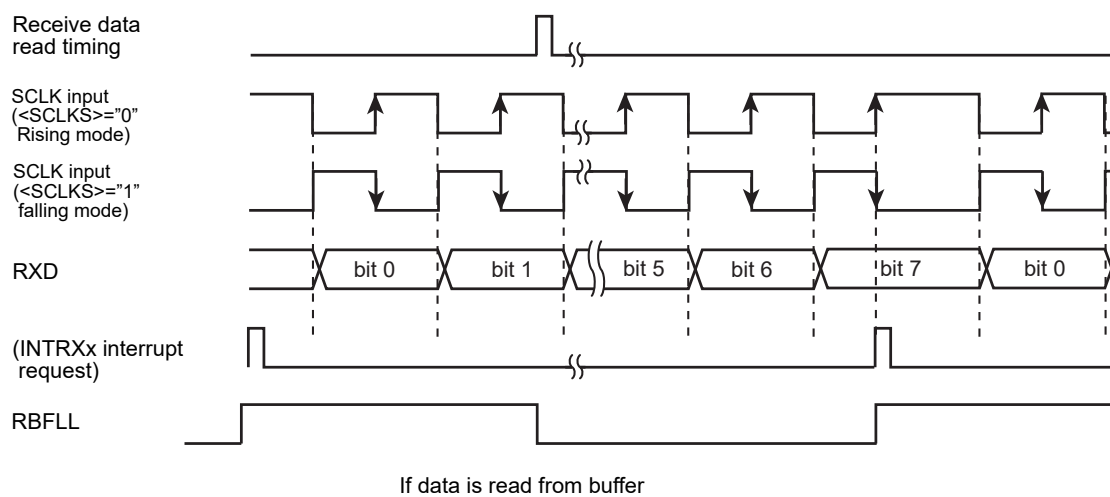 Receive data
read timing
SCLK input
(<SCLKS>="0"
Rising mode)
SCLK input
(<SCLKS>="1"
falling mode)
RXD
bit 0
bit 1
bit 5
bit 6
bit 7
bit 0
(INTRXx interrupt
request)
RBFLL
If data is read from buffer